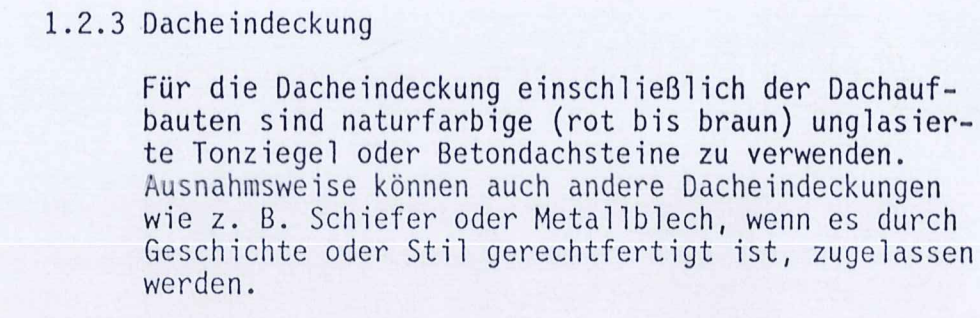 1.2.3 Dacheindeckung
Für die Dacheindeckung einschließlich der Dachauf-
bauten sind naturfarbige (rot bis braun) unglasier-
te Tonziegel oder Betondachsteine zu verwenden.
Ausnahmsweise können auch andere Dacheindeckungen
wie z. B. Schiefer oder Metallblech, wenn es durch
Geschichte oder Stil gerechtfertigt ist, zugelassen
werden.